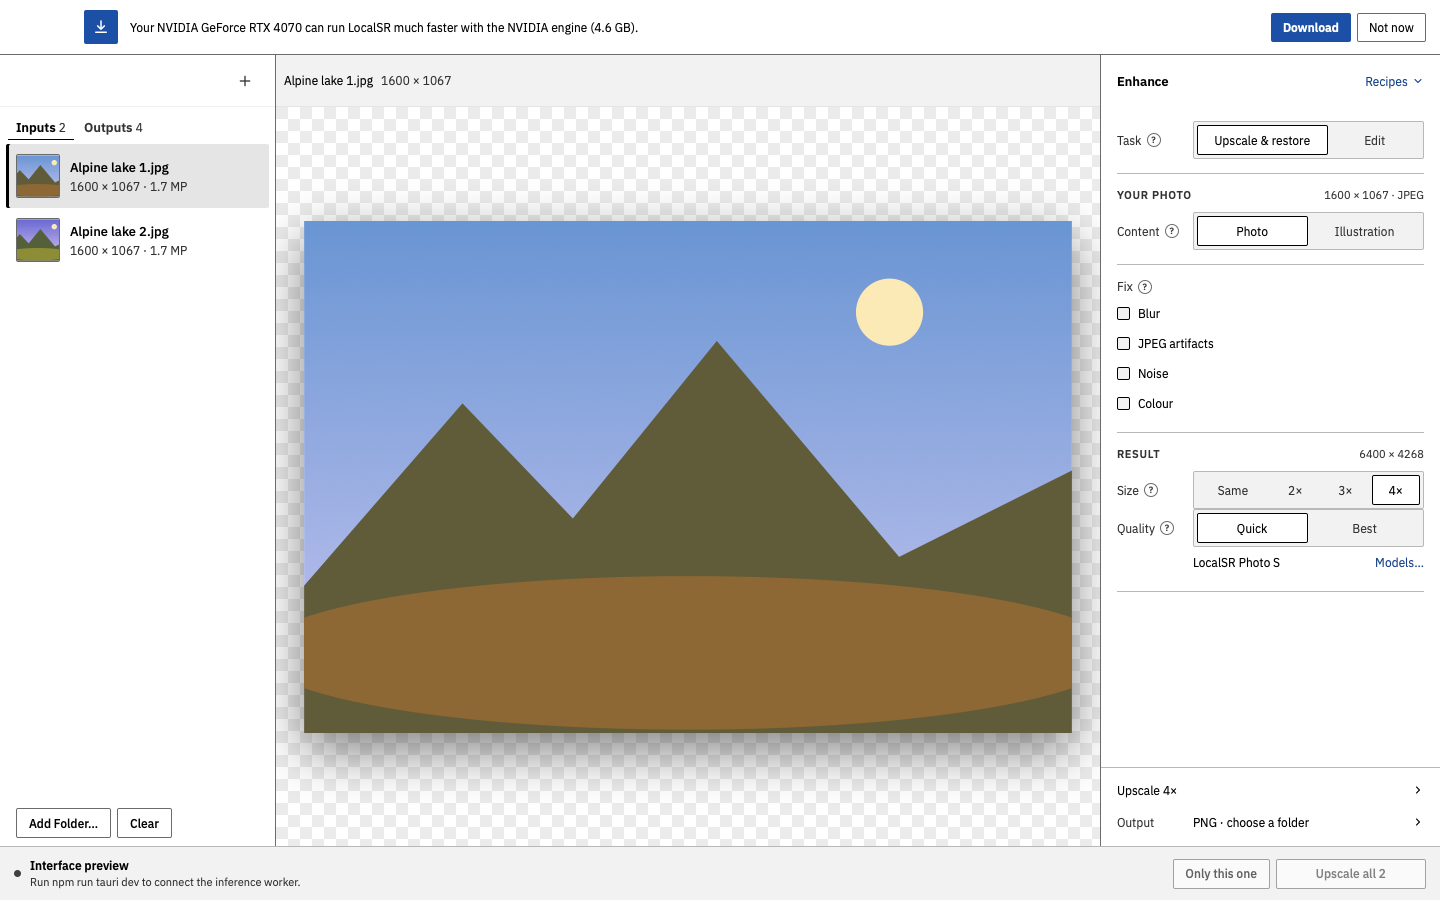 Your NVIDIA GeForce RTX 4070 can run LocalSR much faster with the NVIDIA engine (4.6 GB).
Download
Not now
Inputs 2
Outputs 4
Alpine lake 1.jpg
1600 × 1067 · 1.7 MP
Alpine lake 2.jpg
1600 × 1067 · 1.7 MP
Add Folder...
Clear
Alpine lake 1.jpg 1600 × 1067
Enhance
Recipes
Task ?
Upscale & restore
Edit
YOUR PHOTO
1600 × 1067 · JPEG
Content ?
Photo
Illustration
Fix ?
Blur
JPEG artifacts
Noise
Colour
RESULT
6400 × 4268
Size ?
Same
2×
3×
4×
Quality ?
Quick
Best
LocalSR Photo S
Models...
Upscale 4×
Output
PNG · choose a folder
Interface preview
Run npm run tauri dev to connect the inference worker.
Only this one
Upscale all 2